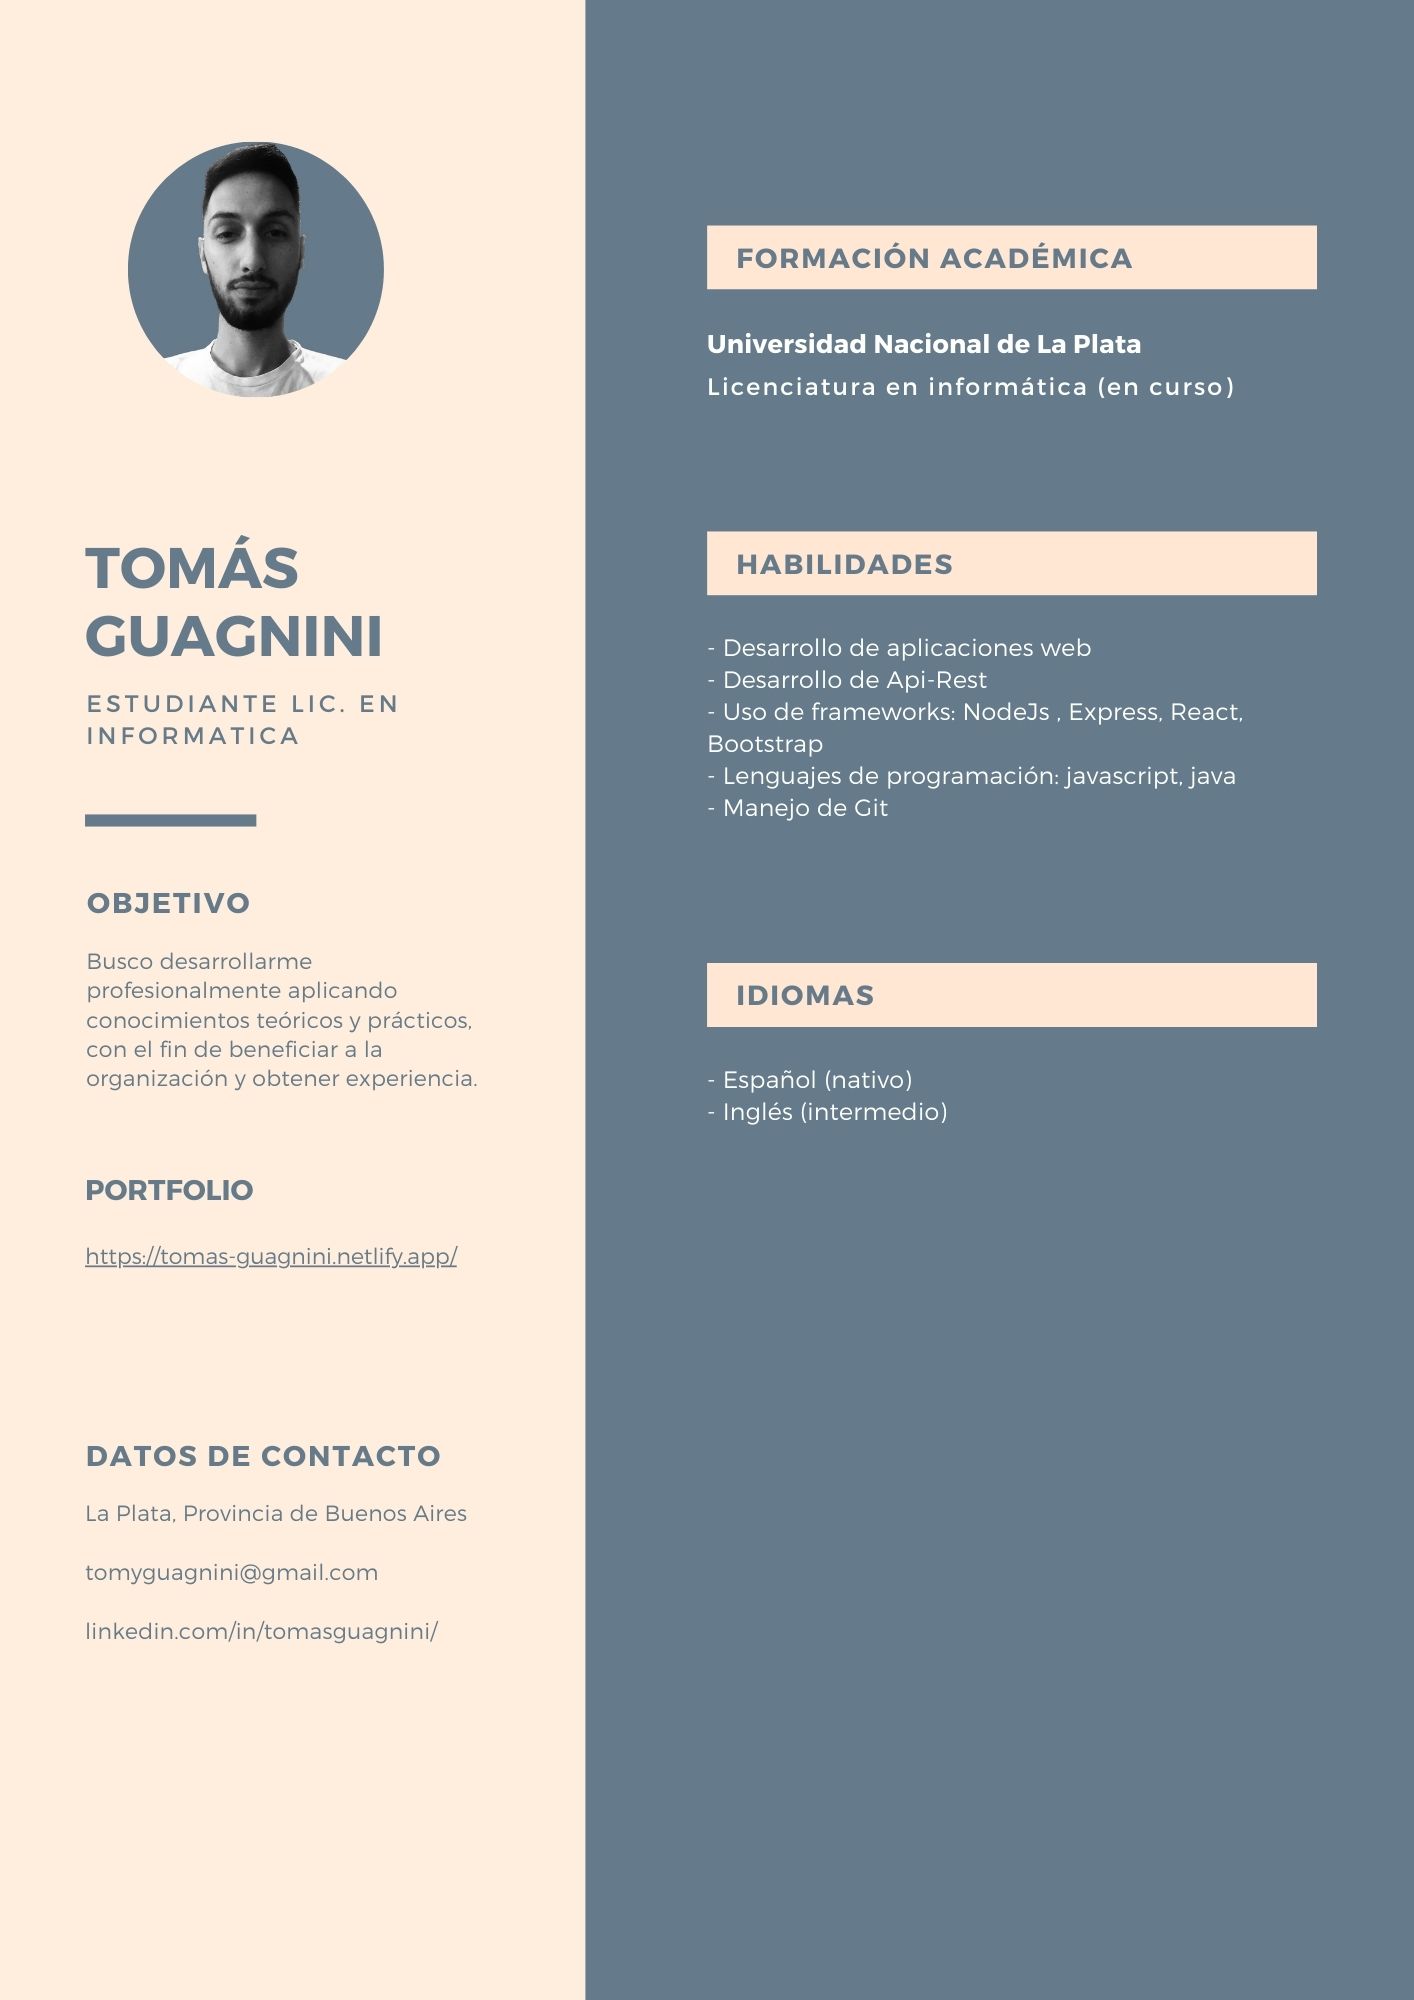 TOMÁS
GUAGNINI
ESTUDIANTE LIC. EN
INFORMATICA
OBJETIVO
Busco desarrollarme
profesionalmente aplicando
conocimientos teóricos y prácticos,
con el fin de beneficiar a la
organización y obtener experiencia.
PORTFOLIO
https://tomas-guagnini.netlify.app/
DATOS DE CONTACTO
La Plata, Provincia de Buenos Aires
tomyguagnini@gmail.com
linkedin.com/in/tomasguagnini/
FORMACIÓN ACADÉMICA
Universidad Nacional de La Plata
Licenciatura en informática (en curso)
HABILIDADES
- Desarrollo de aplicaciones web
- Desarrollo de Api-Rest
- Uso de frameworks: NodeJs , Express, React,
Bootstrap
- Lenguajes de programación: javascript, java
- Manejo de Git
IDIOMAS
- Español (nativo)
- Inglés (intermedio)